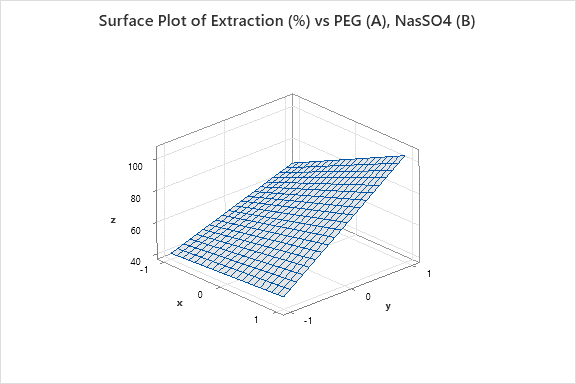 Surface Plot of Extraction (%) vs PEG (A), NasSO4 (B)
100
80
z
60
40
-1
0
x
1
-1
0
y
1